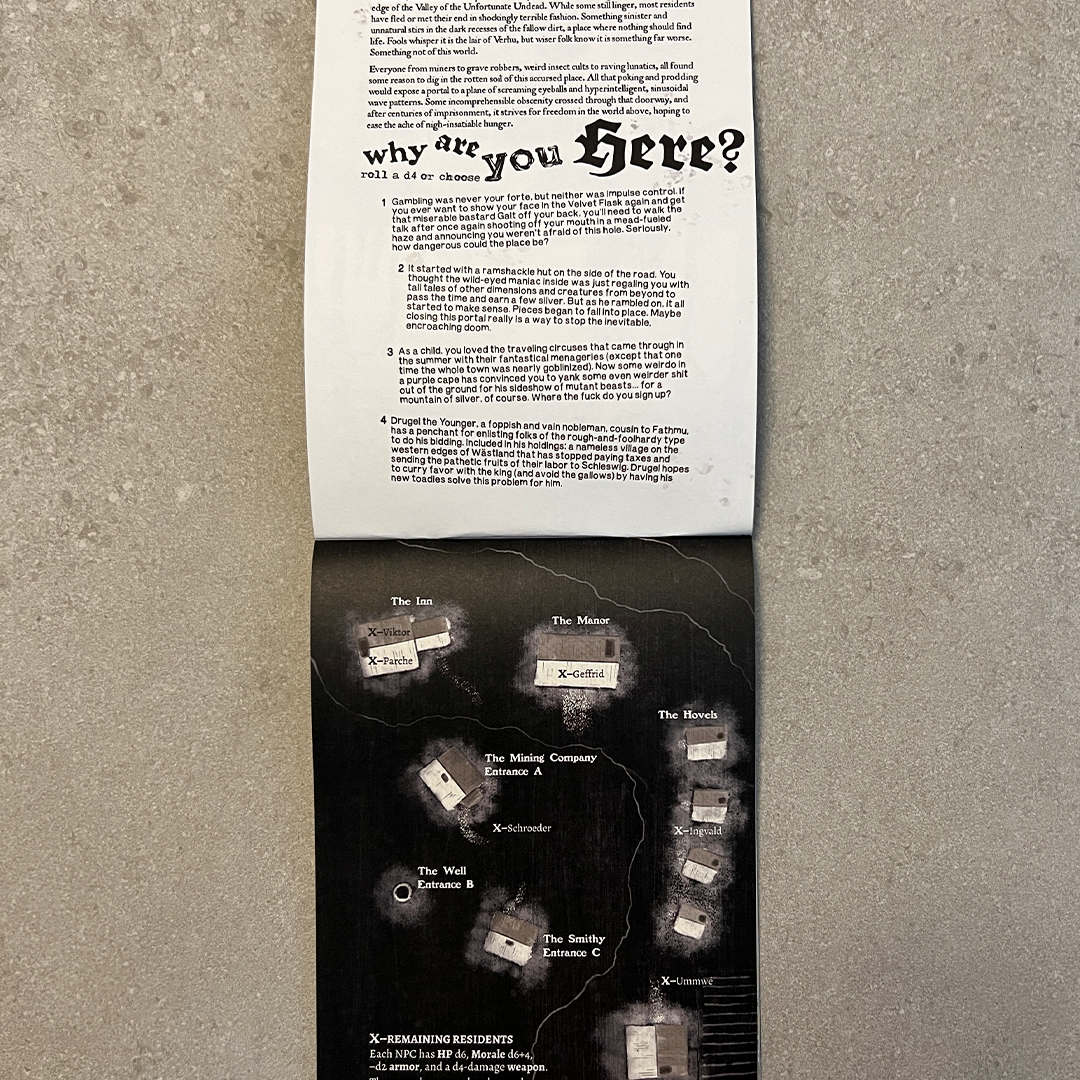 edge of the Valley of the Unfortunate Undead. While some still linger, most residents
have fled or met their end in shockingly terrible fashion. Something sinister and
unnatural stirs in the dark recesses of the fallow dirt, a place where nothing should find
life. Fools whisper it is the lair of Verhu, but wiser folk know it is something far worse.
Something not of this world.
Everyone from miners to grave robbers, weird insect cults to raving lunatics, all found
some reason to dig in the rotten soil of this accursed place. All that poking and prodding
would expose a portal to a plane of screaming eyeballs and hyperintelligent, sinusoidal
wave patterns. Some incomprehensible obscenity crossed through that doorway, and
after centuries of imprisonment, it strives for freedom in the world above, hoping to
ease the ache of nigh-insatiable hunger.
why are you Here?
roll a d4 or choose
1 Gambling was never your forte, but neither was impulse control. If
you ever want to show your face in the Velvet Flask again and get
that miserable bastard Galt off your back, you'll need to walk the
talk after once again shooting off your mouth in a mead-fueled
haze and announcing you weren't afraid of this hole. Seriously,
how dangerous could the place be?
2 It started with a ramshackle hut on the side of the road. You
thought the wild-eyed maniac inside was just regaling you with
tall tales of other dimensions and creatures from beyond to
pass the time and earn a few silver. But as he rambled on, it all
started to make sense. Pieces began to fall into place. Maybe
closing this portal really is a way to stop the inevitable,
encroaching doom.
3 As a child, you loved the traveling circuses that came through in
the summer with their fantastical menageries (except that one
time the whole town was nearly goblinized). Now some weirdo in
a purple cape has convinced you to yank some even weirder shit
out of the ground for his sideshow of mutant beasts... for a
mountain of silver, of course. Where the fuck do you sign up?
4 Drugel the Younger, a foppish and vain nobleman, cousin to Fathmu,
has a penchant for enlisting folks of the rough-and-foolhardy type
to do his bidding. Included in his holdings: a nameless village on the
western edges of Wästland that has stopped paying taxes and
sending the pathetic fruits of their labor to Schleswig. Drugel hopes
to curry favor with the king (and avoid the gallows) by having his
new toadies solve this problem for him.
The Inn
X–Viktor
X–Parche
The Manor
X–Geffrid
The Hovels
The Mining Company
Entrance A
X–Schroeder
X–Ingvald
The Well
Entrance B
The Smithy
Entrance C
X–Ummwe
X–REMAINING RESIDENTS
Each NPC has HP d6, Morale d6+4,
–d2 armor, and a d4-damage weapon.